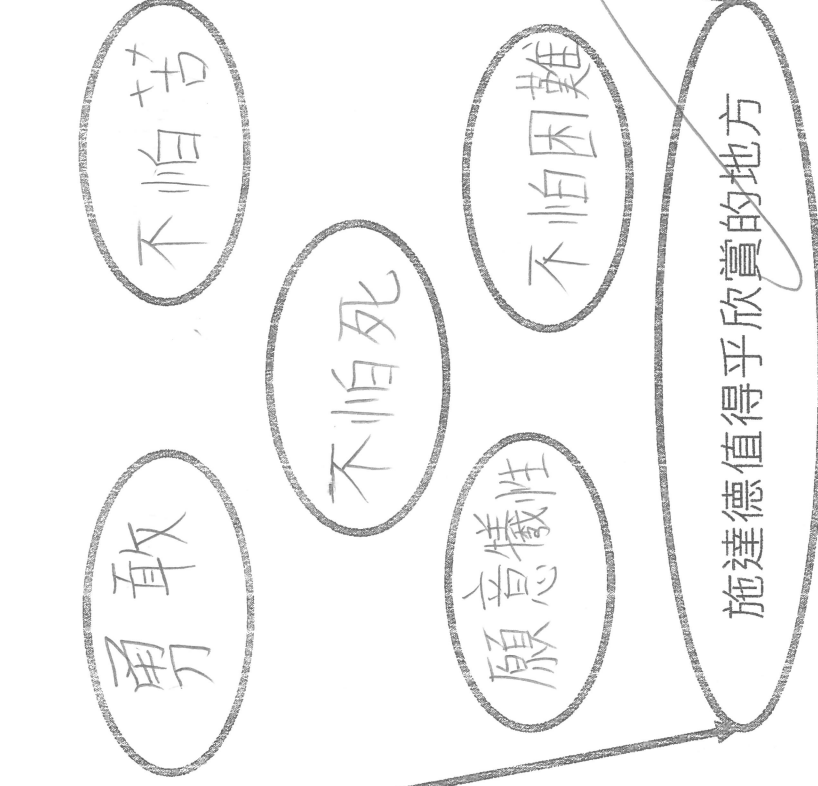 勇敢
不怕苦
不怕死
願意犧性
不怕困難
施達德值得乎欣賞的地方